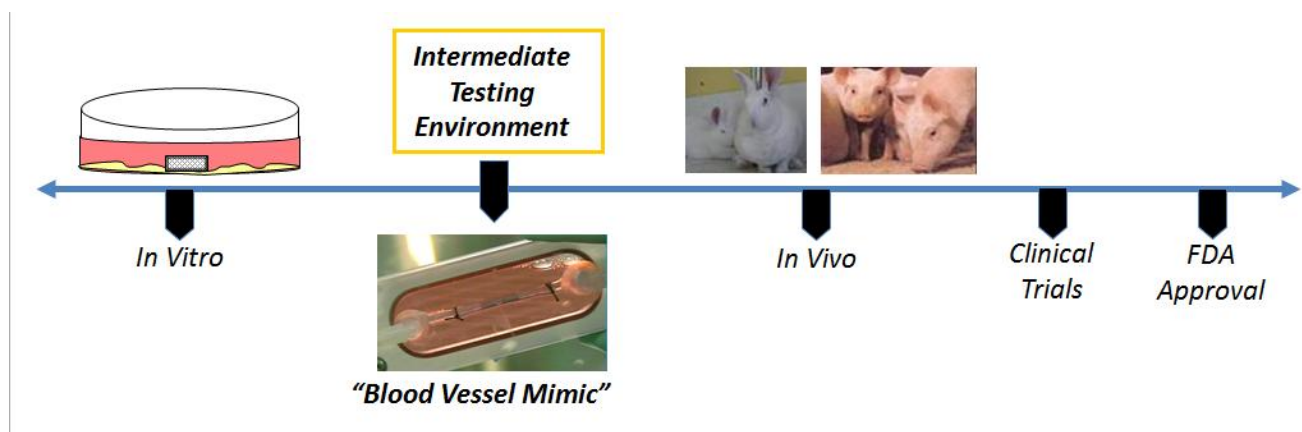 Intermediate
Testing
Environment
In Vitro
In Vivo
Clinical
Trials
FDA
Approval
“Blood Vessel Mimic”